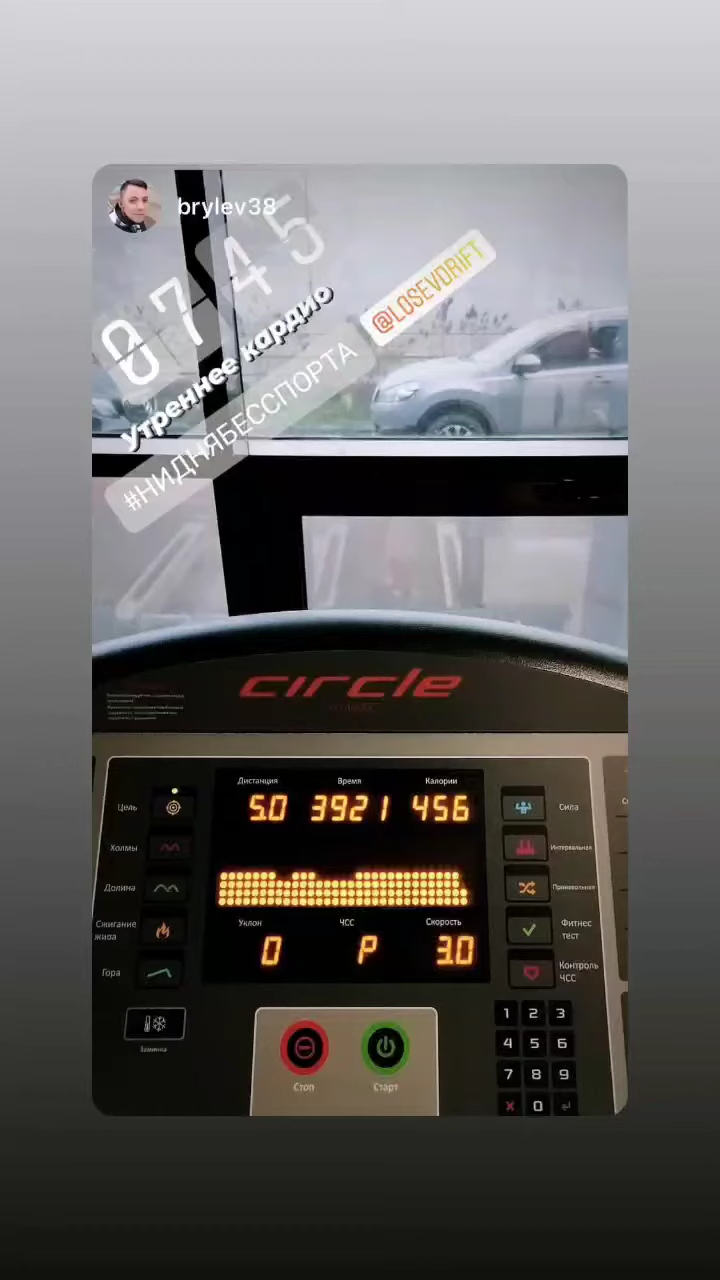 brylev38
07 45
утреннее кардио
@LOSEVDRIFT
#НИДНЯБЕССПОРТА
circle
Дистанция Время Калории
5.0 3921 456
Уклон ЧСС Скорость
0 P 3.0
Цель
Холмы
Долина
Сжигание
жира
Гора
Заминка
Сила
Интервальная
Произвольная
Фитнес
тест
Контроль
ЧСС
Стоп Старт
1 2 3
4 5 6
7 8 9
X 0